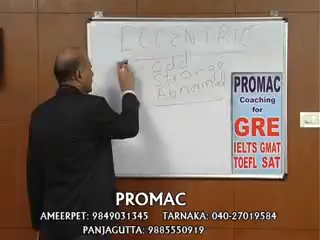 ECCENTRIC
Odd
Strange
Abnormal
PROMAC
Coaching
for
GRE
IELTS GMAT
TOEFL SAT
PROMAC
AMEERPET: 9849031345 TARNAKA: 040-27019584
PANJAGUTTA: 9885550919